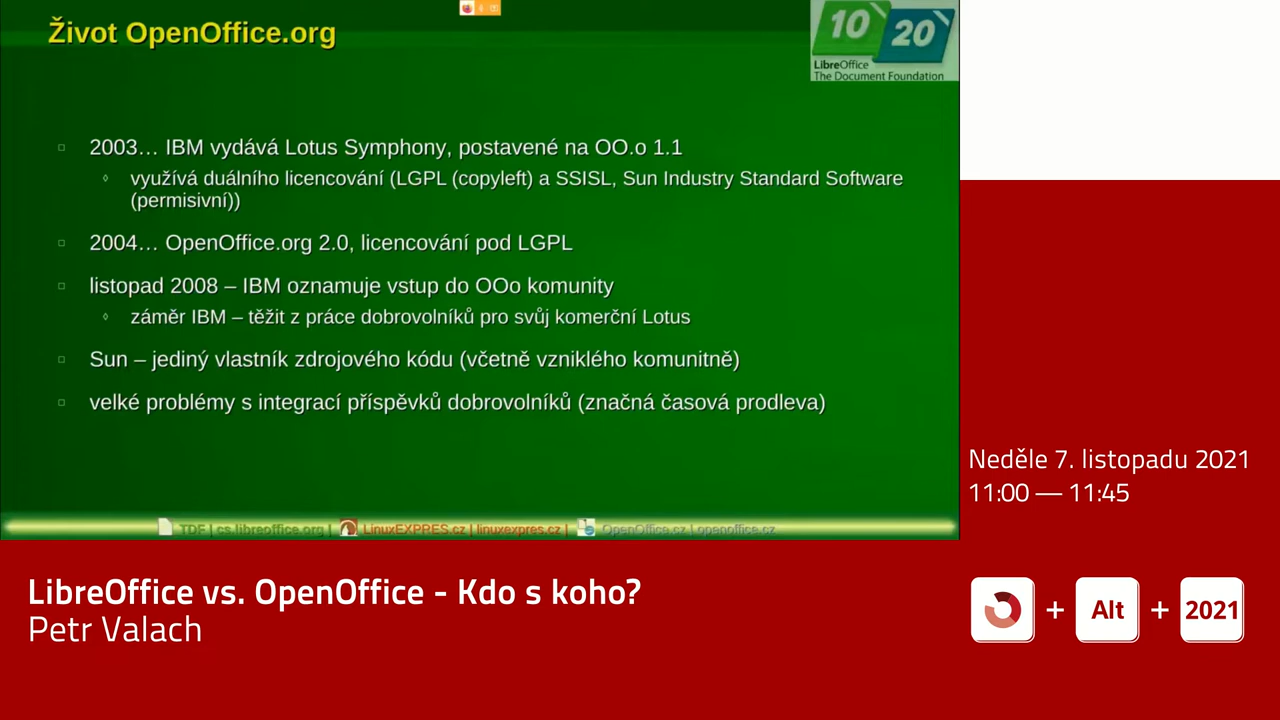 Život OpenOffice.org
10
20
LibreOffice
The Document Foundation
2003… IBM vydává Lotus Symphony, postavené na OO.o 1.1
využívá duálního licencování (LGPL (copyleft) a SSISL, Sun Industry Standard Software
(permisivní))
2004… OpenOffice.org 2.0, licencování pod LGPL
listopad 2008 – IBM oznamuje vstup do OOo komunity
záměr IBM – těžit z práce dobrovolníků pro svůj komerční Lotus
Sun – jediný vlastník zdrojového kódu (včetně vzniklého komunitně)
velké problémy s integrací příspěvků dobrovolníků (značná časová prodleva)
TDF | cs.libreoffice.org | LinuxEXPRES.cz | linuxexpres.cz | OpenOffice.cz | openoffice.cz
Neděle 7. listopadu 2021
11:00 — 11:45
LibreOffice vs. OpenOffice - Kdo s koho?
Petr Valach
+ Alt + 2021